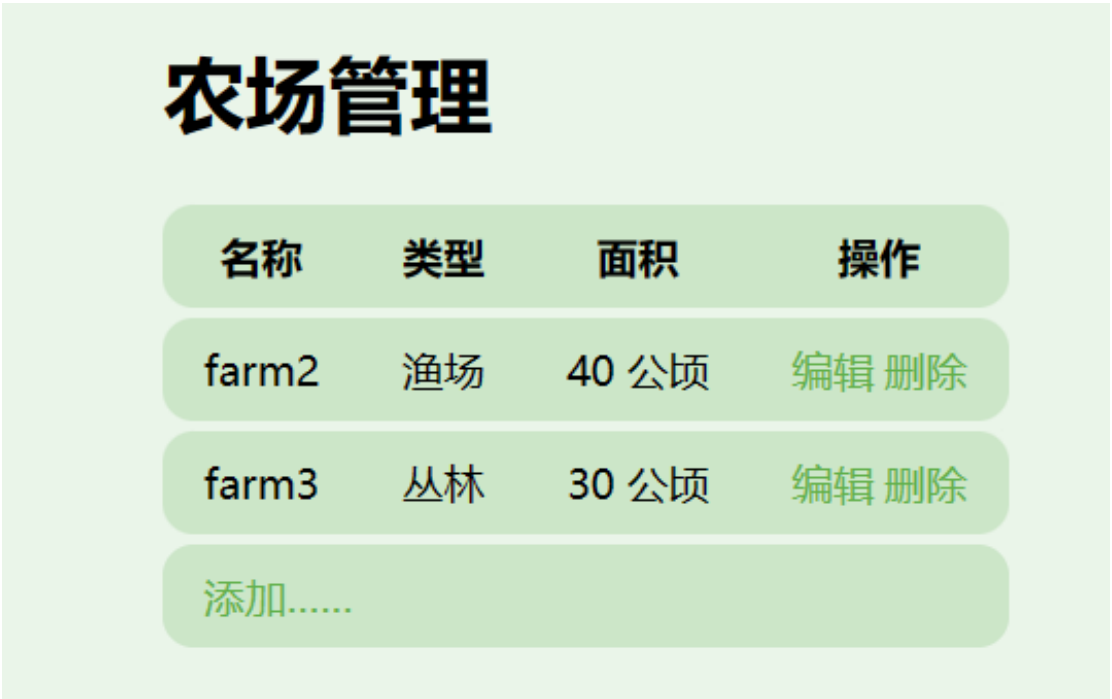 农场管理
名称 类型 面积 操作
farm2 渔场 40 公顷 编辑 删除
farm3 丛林 30 公顷 编辑 删除
添加......